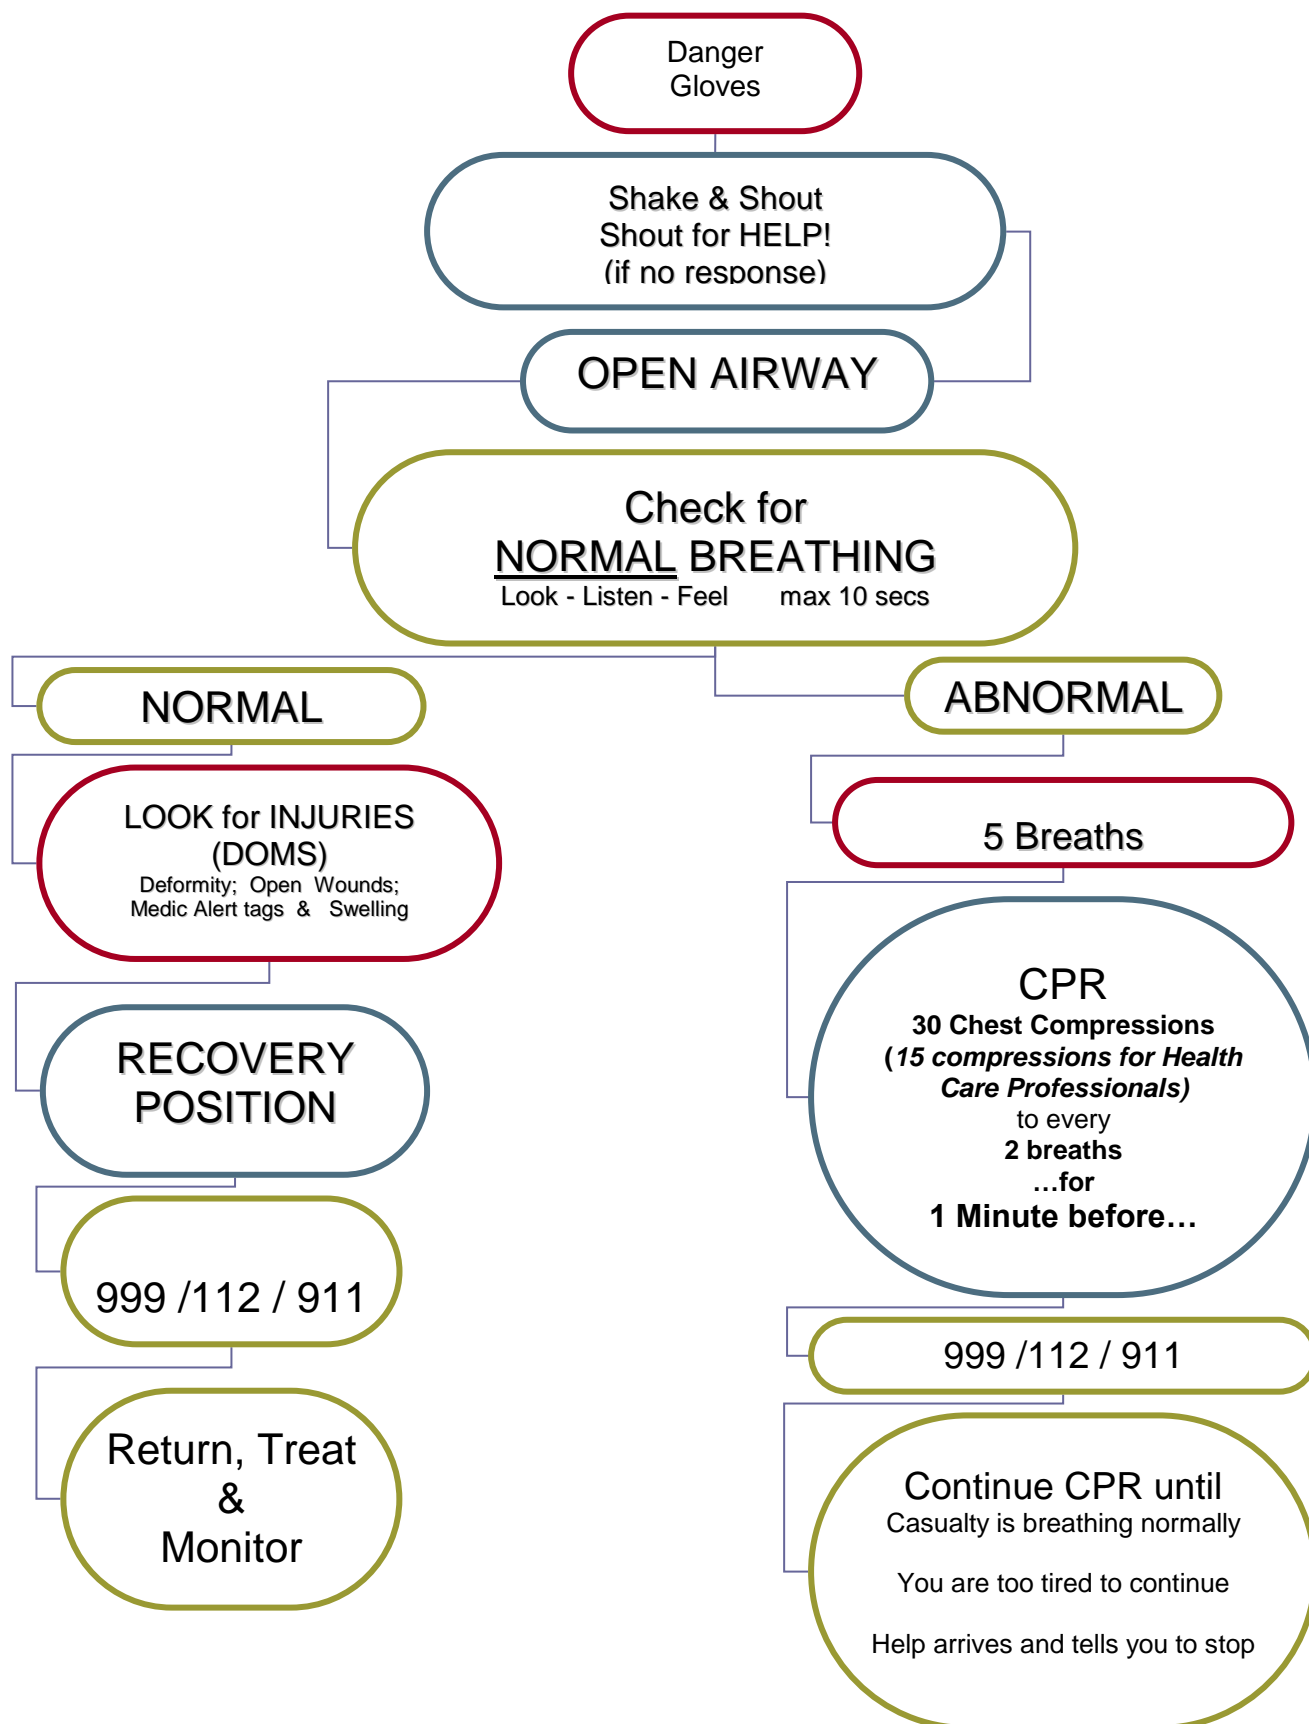 Danger
Gloves
Shake & Shout
Shout for HELP!
(if no response)
OPEN AIRWAY
Check for
NORMAL BREATHING
Look - Listen - Feel max 10 secs
NORMAL
LOOK for INJURIES
(DOMS)
Deformity; Open Wounds;
Medic Alert tags & Swelling
RECOVERY
POSITION
999 /112 / 911
Return, Treat
&
Monitor
ABNORMAL
5 Breaths
CPR
30 Chest Compressions
(15 compressions for Health
Care Professionals)
to every
2 breaths
…for
1 Minute before…
999 /112 / 911
Continue CPR until
Casualty is breathing normally
You are too tired to continue
Help arrives and tells you to stop